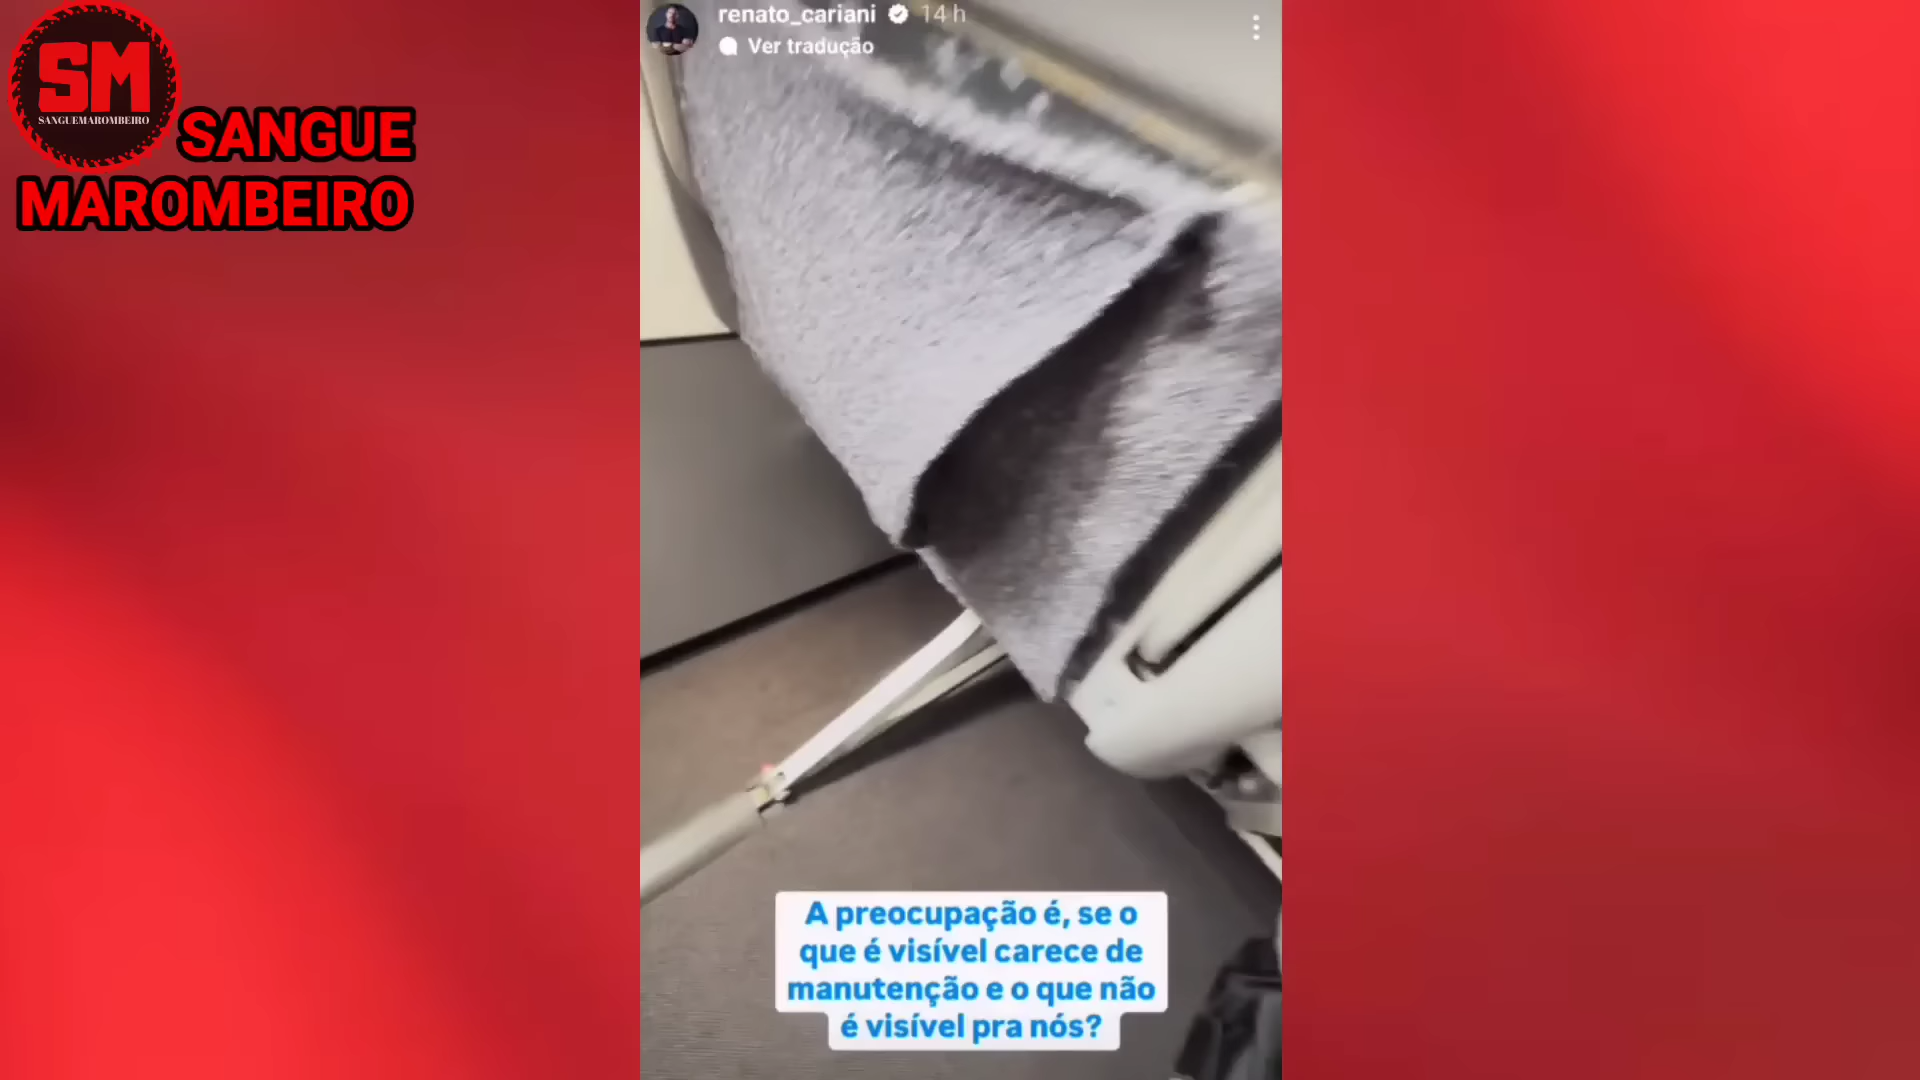 SM
SANGUEMAROMBEIRO
SANGUE
MAROMBEIRO
renato_cariani 14 h
Ver tradução
A preocupação é, se o
que é visível carece de
manutenção e o que não
é visível pra nós?